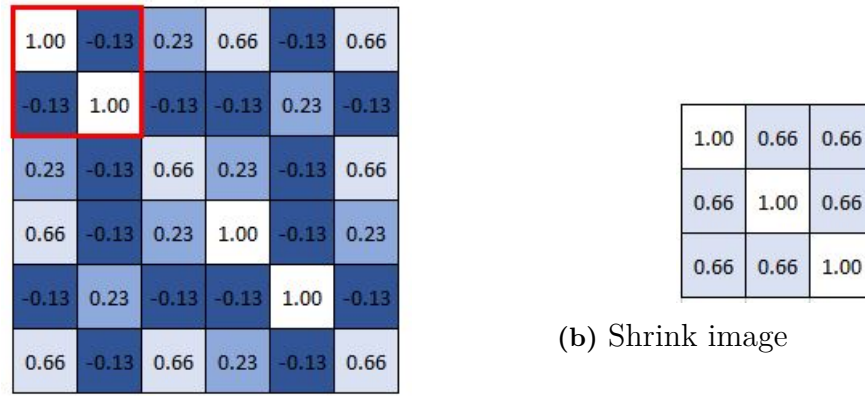 1.00 -0.13 0.23 0.66 -0.13 0.66
-0.13 1.00 -0.13 -0.13 0.23 -0.13
0.23 -0.13 0.66 0.23 -0.13 0.66
0.66 -0.13 0.23 1.00 -0.13 0.23
-0.13 0.23 -0.13 -0.13 1.00 -0.13
0.66 -0.13 0.66 0.23 -0.13 0.66
1.00 0.66 0.66
0.66 1.00 0.66
0.66 0.66 1.00
(b) Shrink image